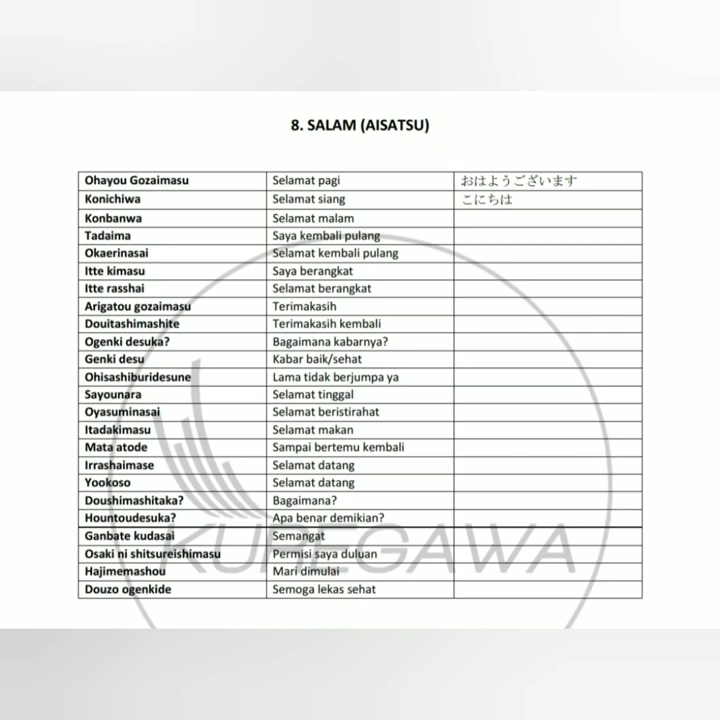 8. SALAM (AISATSU)
Ohayou Gozaimasu Selamat pagi おはようございます
Konichiwa Selamat siang こにちは
Konbanwa Selamat malam
Tadaima Saya kembali pulang
Okaerinasai Selamat kembali pulang
Itte kimasu Saya berangkat
Itte rasshai Selamat berangkat
Arigatou gozaimasu Terimakasih
Douitashimashite Terimakasih kembali
Ogenki desuka? Bagaimana kabarnya?
Genki desu Kabar baik/sehat
Ohisashiburidesune Lama tidak berjumpa ya
Sayounara Selamat tinggal
Oyasuminasai Selamat beristirahat
Itadakimasu Selamat makan
Mata atode Sampai bertemu kembali
Irrashaimase Selamat datang
Yookoso Selamat datang
Doushimashitaka? Bagaimana?
Hountoudesuka? Apa benar demikian?
Ganbate kudasai Semangat
Osaki ni shitsureishimasu Permisi saya duluan
Hajimemashou Mari dimulai
Douzo ogenkide Semoga lekas sehat
KUREGAWA